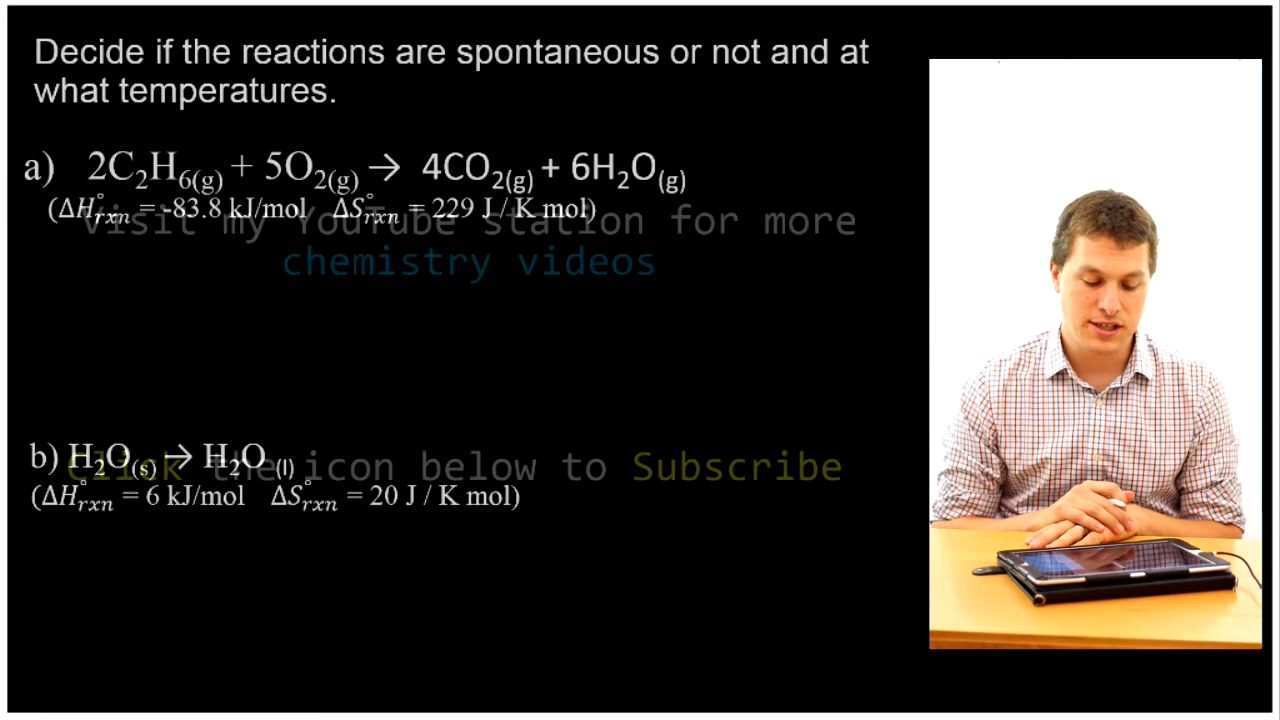 Decide if the reactions are spontaneous or not and at
what temperatures.
a) 2C₂H₆(g) + 5O₂(g) → 4CO₂(g) + 6H₂O(g)
(ΔH°rxn = -83.8 kJ/mol ΔS°rxn = 229 J / K mol)
Visit my YouTube station for more
chemistry videos
b) H₂O(s) → H₂O (l)
Click the icon below to Subscribe
(ΔH°rxn = 6 kJ/mol ΔS°rxn = 20 J / K mol)